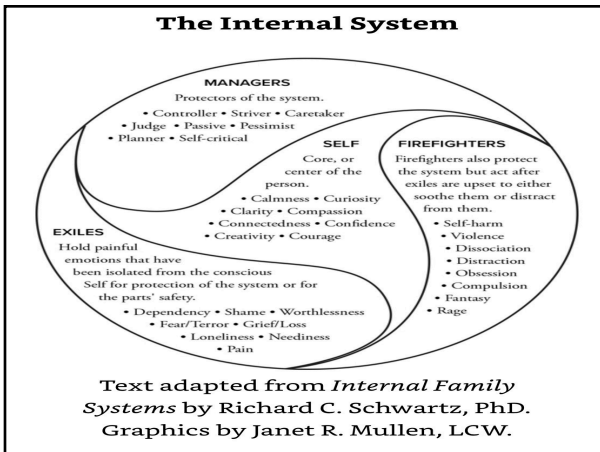 The Internal System
MANAGERS
Protectors of the system.
• Controller • Striver • Caretaker
• Judge • Passive • Pessimist
• Planner • Self-critical
SELF
Core, or
center of the
person.
• Calmness • Curiosity
• Clarity • Compassion
• Connectedness • Confidence
• Creativity • Courage
FIREFIGHTERS
Firefighters also protect
the system but act after
exiles are upset to either
soothe them or distract
from them.
• Self-harm
• Violence
• Dissociation
• Distraction
• Obsession
• Compulsion
• Fantasy
• Rage
EXILES
Hold painful
emotions that have
been isolated from the conscious
Self for protection of the system or for
the parts' safety.
• Dependency • Shame • Worthlessness
• Fear/Terror • Grief/Loss
• Loneliness • Neediness
• Pain
Text adapted from Internal Family
Systems by Richard C. Schwartz, PhD.
Graphics by Janet R. Mullen, LCW.